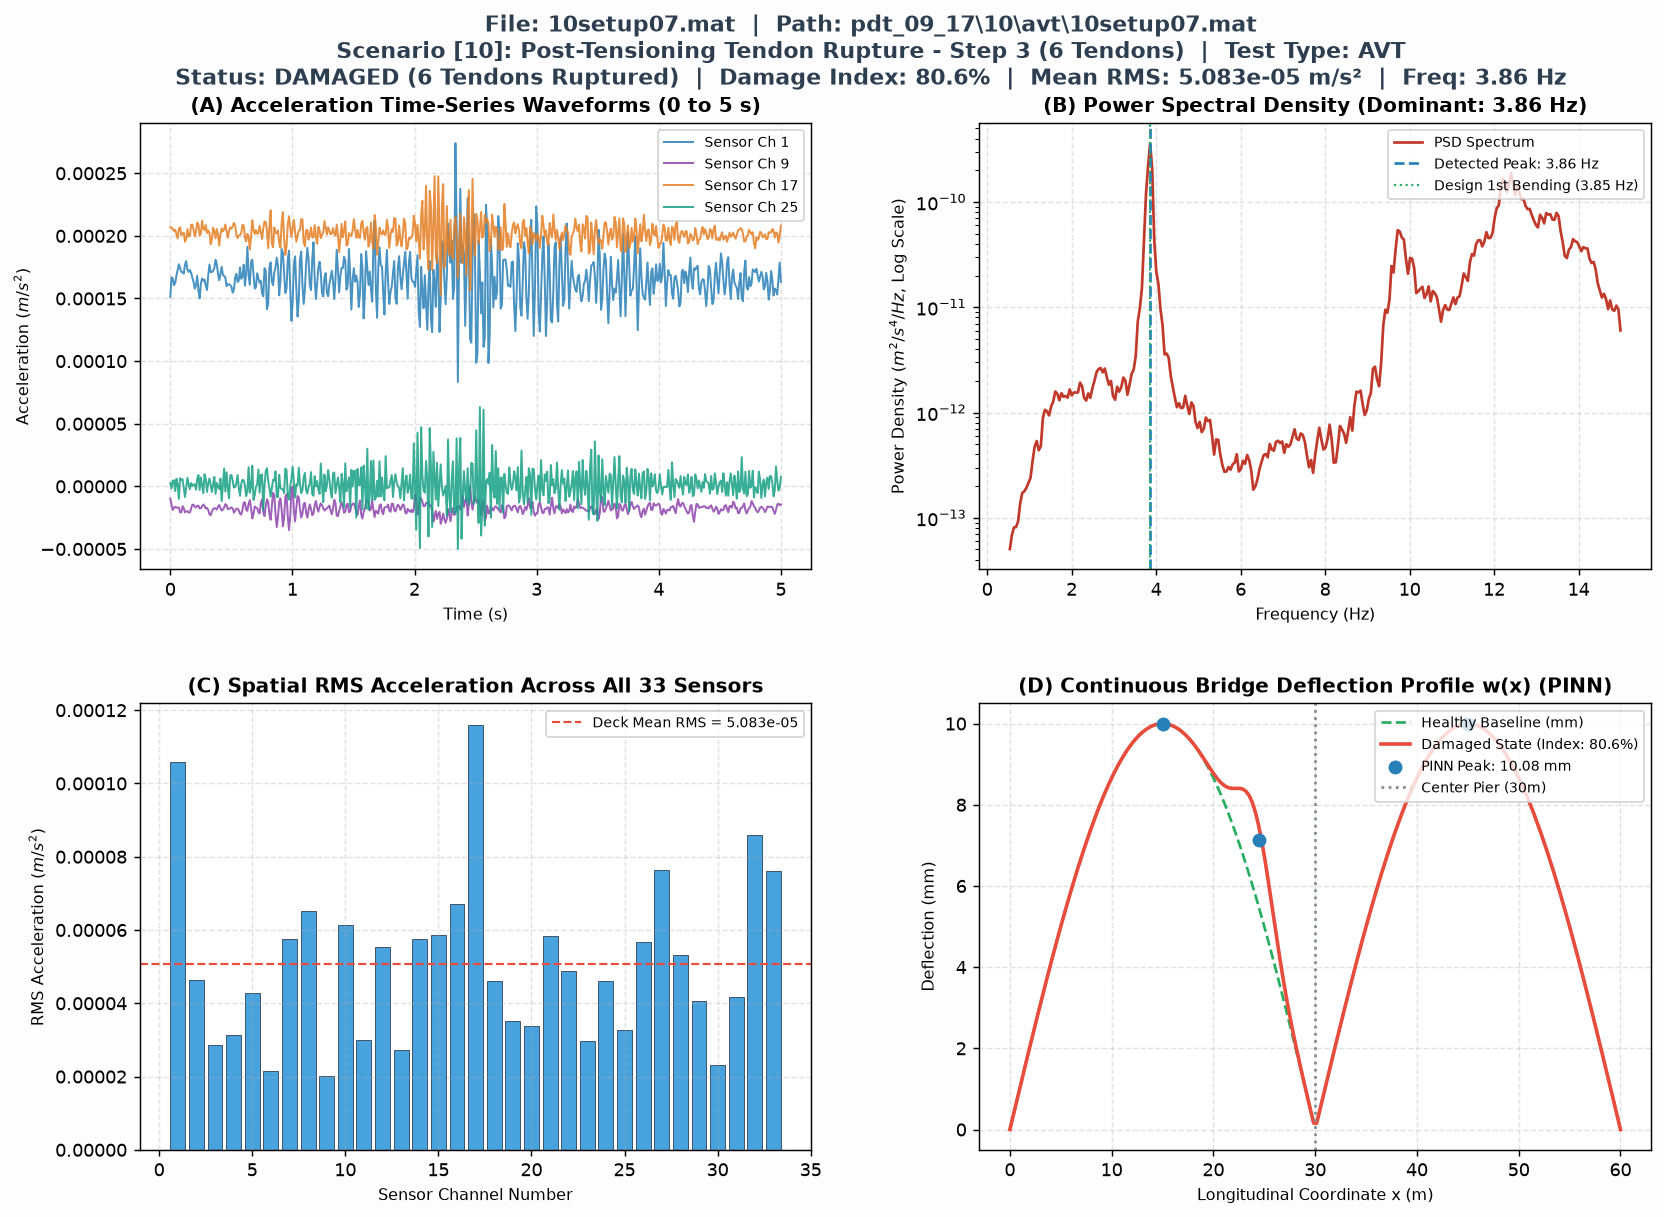 File: 10setup07.mat | Path: pdt_09_17\10\avt\10setup07.mat
Scenario [10]: Post-Tensioning Tendon Rupture - Step 3 (6 Tendons) | Test Type: AVT
Status: DAMAGED (6 Tendons Ruptured) | Damage Index: 80.6% | Mean RMS: 5.083e-05 m/s² | Freq: 3.86 Hz
(A) Acceleration Time-Series Waveforms (0 to 5 s)
Sensor Ch 1
Sensor Ch 9
Sensor Ch 17
Sensor Ch 25
Acceleration (m/s²)
0.00025
0.00020
0.00015
0.00010
0.00005
0.00000
−0.00005
0 1 2 3 4 5
Time (s)
(B) Power Spectral Density (Dominant: 3.86 Hz)
PSD Spectrum
Detected Peak: 3.86 Hz
Design 1st Bending (3.85 Hz)
Power Density (m²/s⁴/Hz, Log Scale)
10⁻¹⁰
10⁻¹¹
10⁻¹²
10⁻¹³
0 2 4 6 8 10 12 14
Frequency (Hz)
(C) Spatial RMS Acceleration Across All 33 Sensors
Deck Mean RMS = 5.083e-05
RMS Acceleration (m/s²)
0.00012
0.00010
0.00008
0.00006
0.00004
0.00002
0.00000
0 5 10 15 20 25 30 35
Sensor Channel Number
(D) Continuous Bridge Deflection Profile w(x) (PINN)
Healthy Baseline (mm)
Damaged State (Index: 80.6%)
PINN Peak: 10.08 mm
Center Pier (30m)
Deflection (mm)
10
8
6
4
2
0
0 10 20 30 40 50 60
Longitudinal Coordinate x (m)